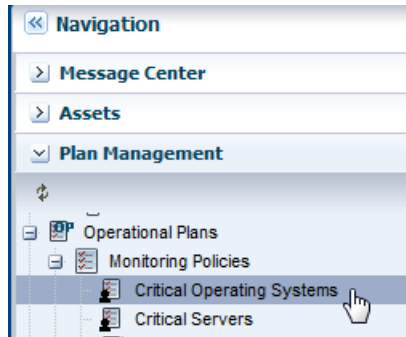 Navigation
Message Center
Assets
Plan Management
Operational Plans
Monitoring Policies
Critical Operating Systems
Critical Servers